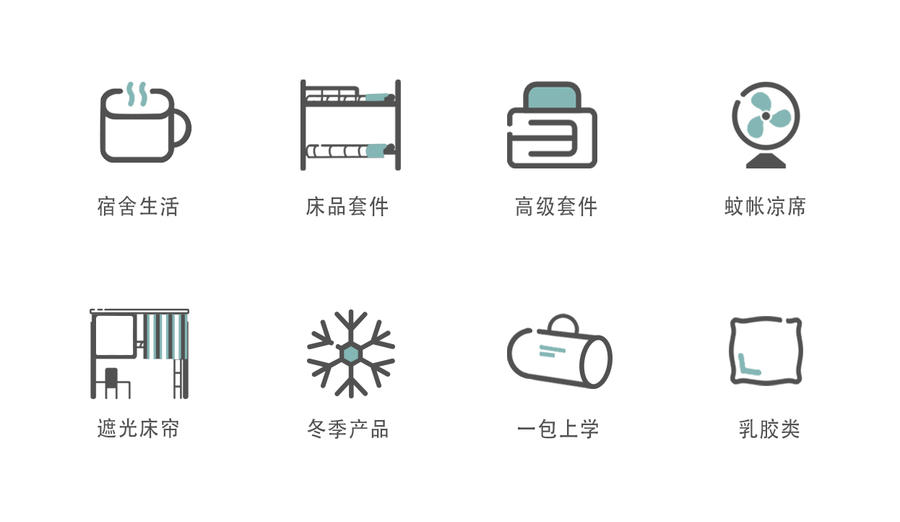 宿舍生活
床品套件
高级套件
蚊帐凉席
遮光床帘
冬季产品
一包上学
乳胶类